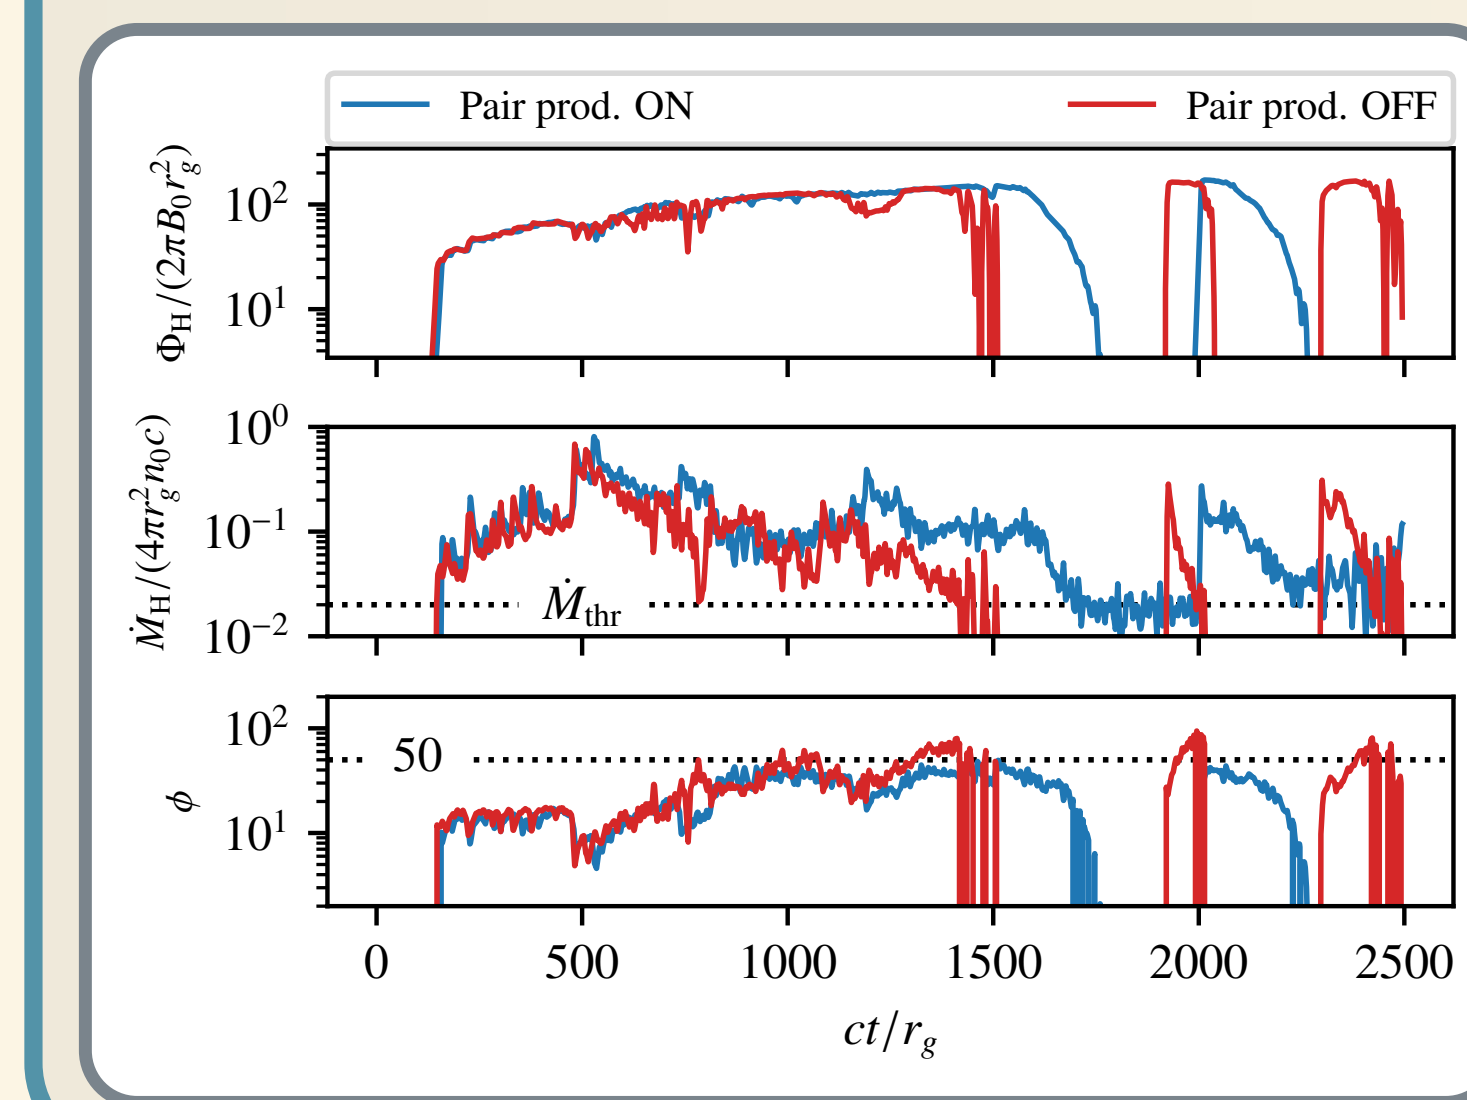 Pair prod. ON
Pair prod. OFF
Φ_H/(2πB_0r_g^2)
10^2
10^1
Ṁ_H/(4πr_g^2n_0c)
10^0
10^−1
10^−2
Ṁ_thr
ϕ
10^2
10^1
50
0 500 1000 1500 2000 2500
ct/r_g